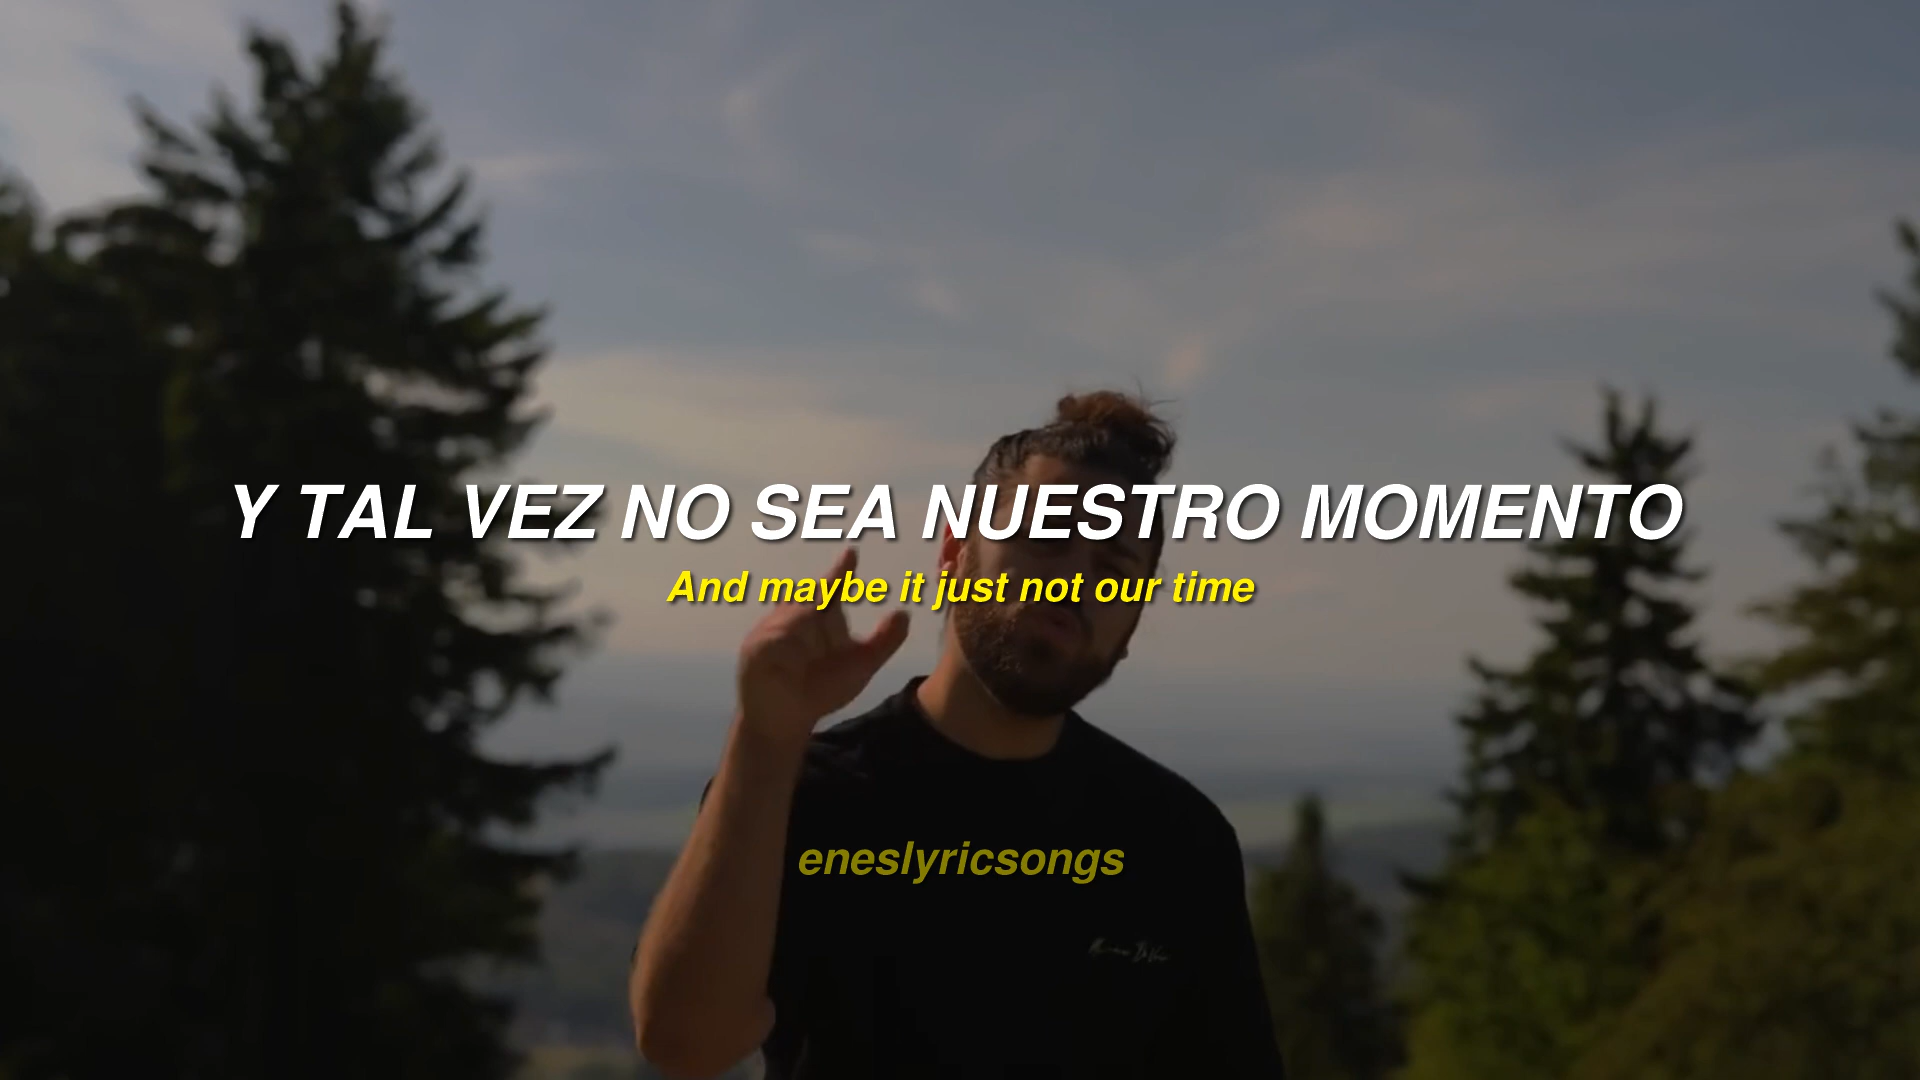 Y TAL VEZ NO SEA NUESTRO MOMENTO
And maybe it just not our time
eneslyricsongs